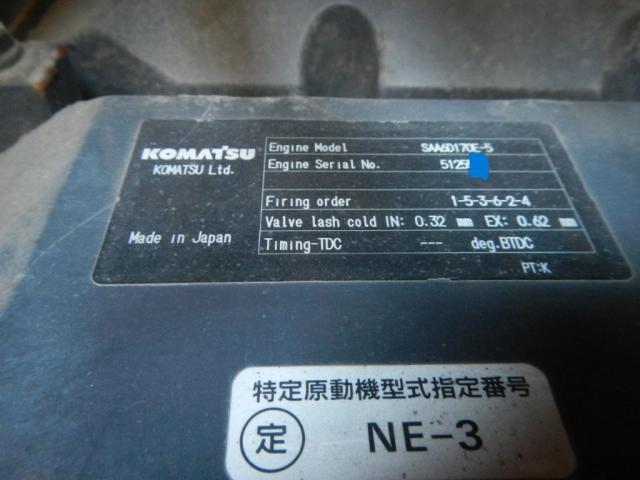 KOMATSU
KOMATSU Ltd.
Made in Japan
Engine Model SAA6D170E-5
Engine Serial No. 5125
Firing order 1-5-3-6-2-4
Valve lash cold IN: 0.32 mm EX: 0.62 mm
Timing-TDC --- deg.BTDC
PT:K
特定原動機型式指定番号
定 NE-3